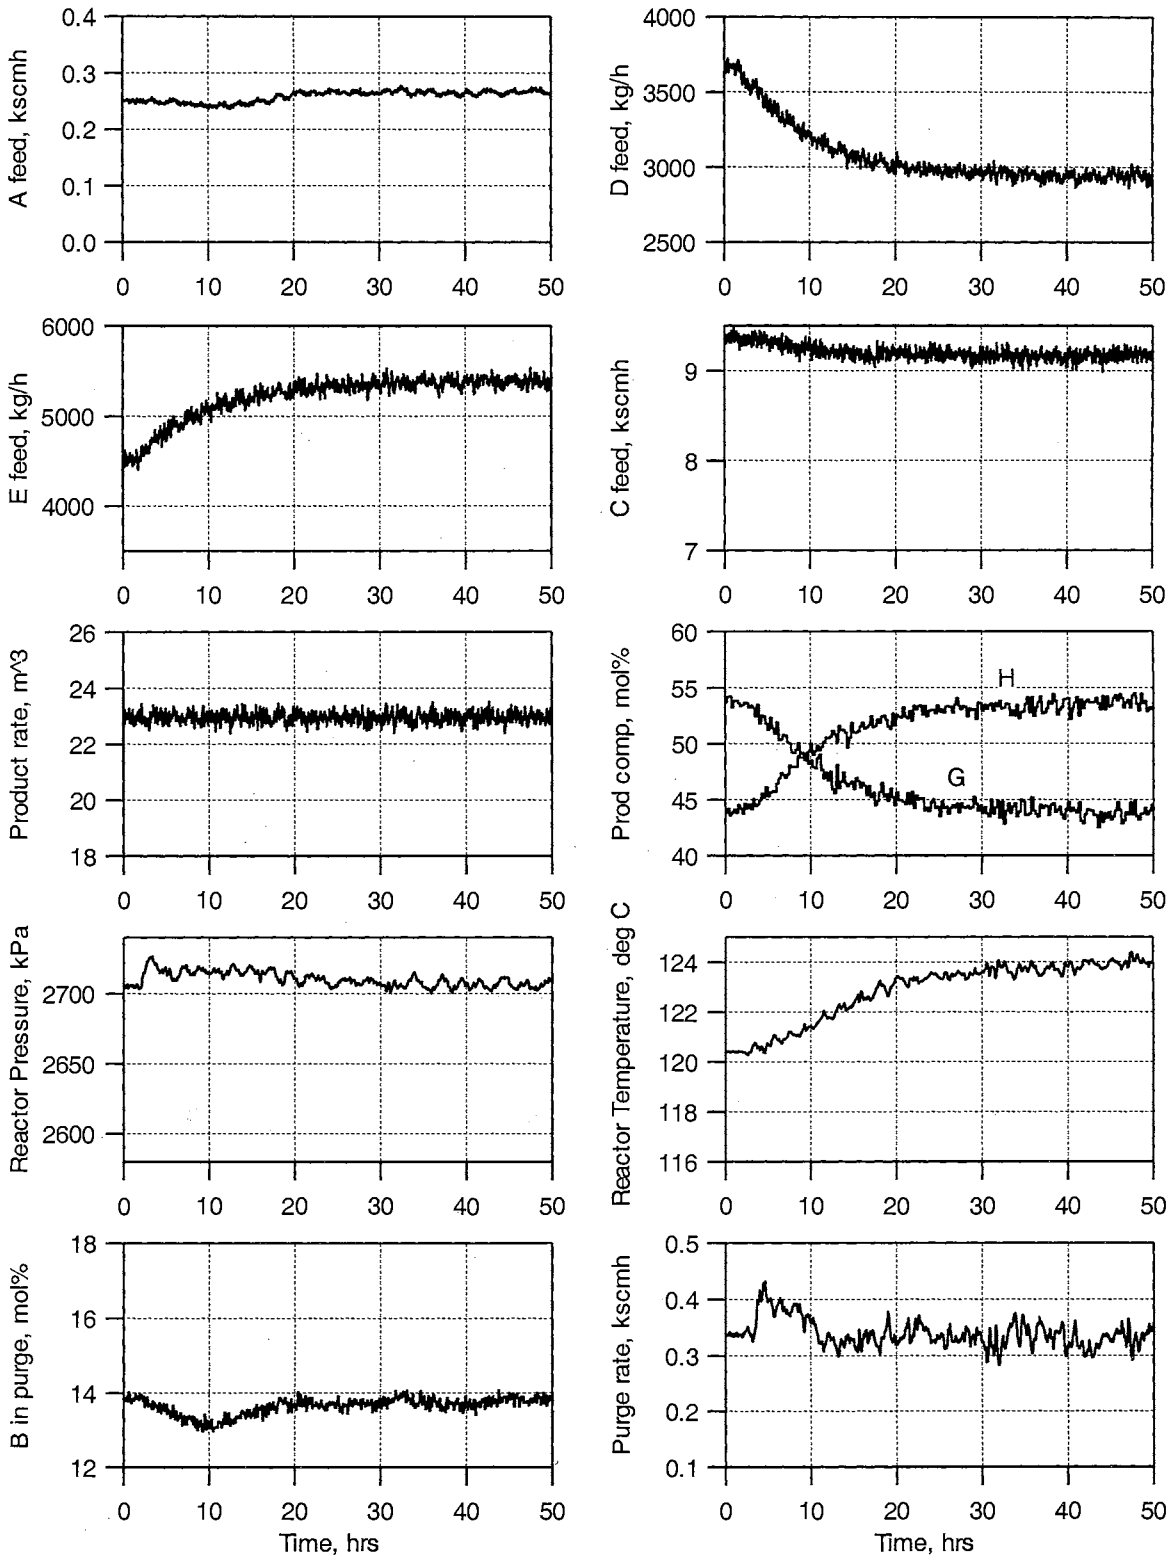 A feed, kscmh
0.4
0.3
0.2
0.1
0.0
0 10 20 30 40 50
D feed, kg/h
4000
3500
3000
2500
0 10 20 30 40 50
E feed, kg/h
6000
5000
4000
0 10 20 30 40 50
C feed, kscmh
9
8
7
0 10 20 30 40 50
Product rate, m^3
26
24
22
20
18
0 10 20 30 40 50
Prod comp, mol%
60
55
50
45
40
H
G
0 10 20 30 40 50
Reactor Pressure, kPa
2700
2650
2600
0 10 20 30 40 50
Reactor Temperature, deg C
124
122
120
118
116
0 10 20 30 40 50
B in purge, mol%
18
16
14
12
0 10 20 30 40 50
Time, hrs
Purge rate, kscmh
0.5
0.4
0.3
0.2
0.1
0 10 20 30 40 50
Time, hrs